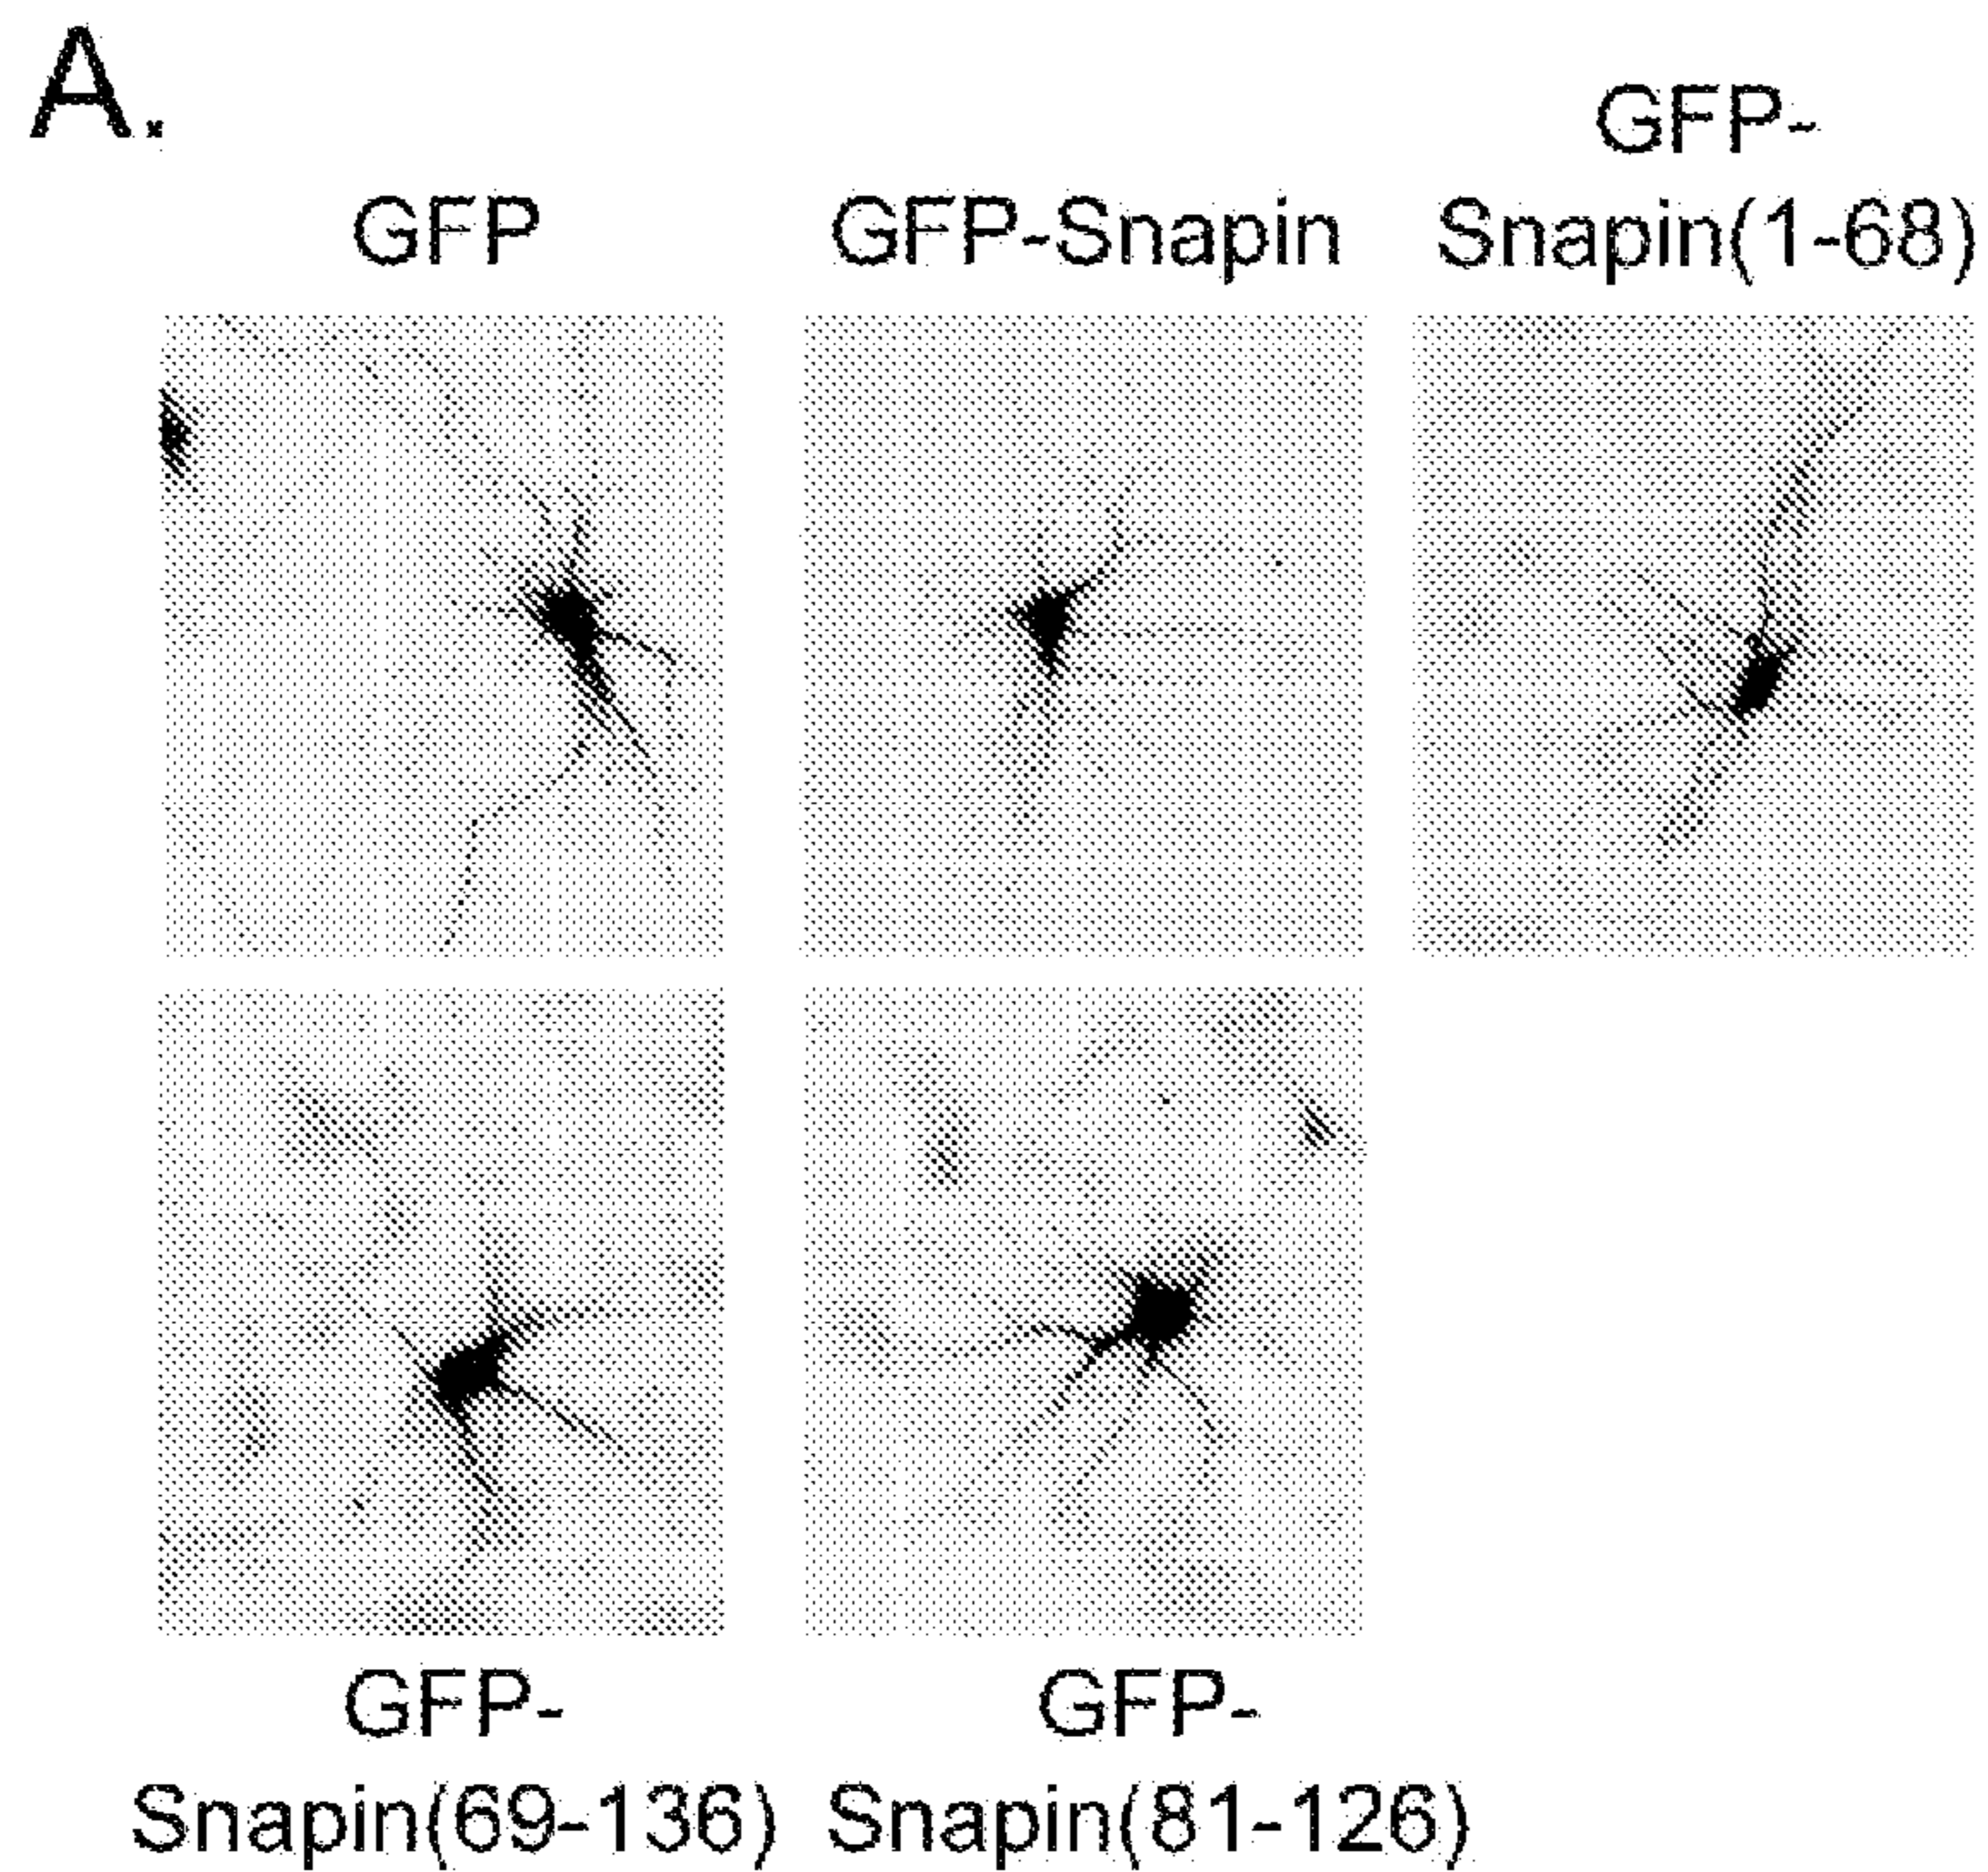 A.
GFP
GFP-Snapin
GFP-
Snapin(1-68)
GFP-
Snapin(69-136)
GFP-
Snapin(81-126)